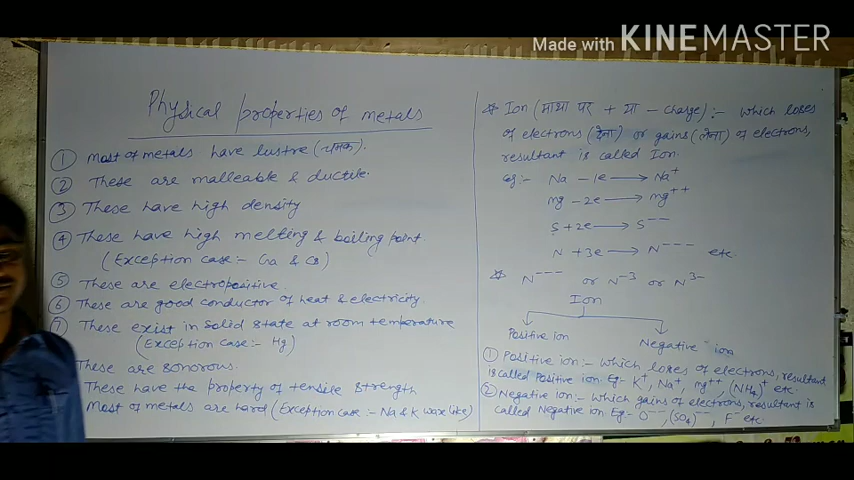 Made with KINEMASTER
Physical properties of metals
① Most of metals have lustre (चमक).
② These are malleable & ductile.
③ These have high density
④ These have high melting & boiling point.
(Exception case:- Ga & Cs)
⑤ These are electropositive.
⑥ These are good conductor of heat & electricity
⑦ These exist in solid state at room temperature
(Exception case:- Hg)
These are sonorous.
These have the property of tensile strength
Most of metals are hard (Exception case:- Na & K wax like)
Ion (माथा पर + या - charge) :- which loses
of electrons (देना) or gains (लेना) of electrons,
resultant is called Ion.
eg:- Na - 1e ⟶ Na⁺
mg - 2e ⟶ mg⁺⁺
S + 2e ⟶ S⁻⁻
N + 3e ⟶ N⁻⁻⁻ etc.
N⁻⁻⁻ or N⁻³ or N³⁻
Ion
Positive ion Negative ion
① Positive ion:- which loses of electrons, resultant
is called Positive ion. Eg- K⁺, Na⁺, mg⁺⁺, (NH₄)⁺ etc.
② Negative ion:- which gains of electrons, resultant is
called Negative ion Eg- O⁻⁻, (SO₄)⁻⁻, F⁻ etc.